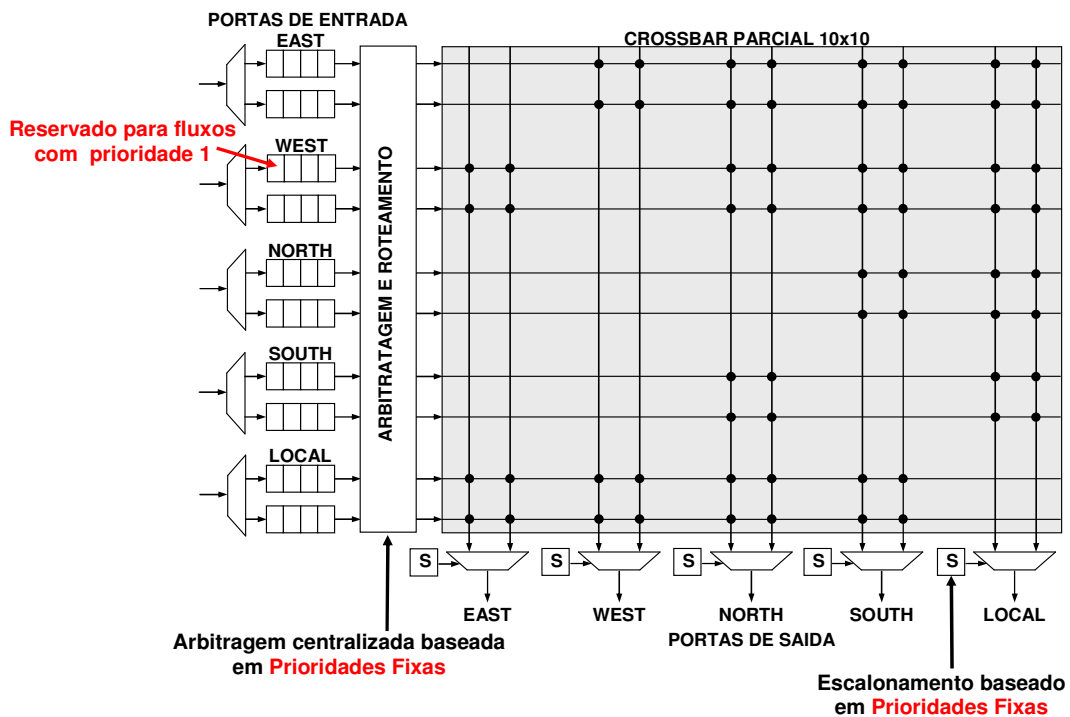 PORTAS DE ENTRADA
EAST
CROSSBAR PARCIAL 10x10
Reservado para fluxos
com prioridade 1
WEST
NORTH
SOUTH
LOCAL
ARBITRATAGEM E ROTEAMENTO
S
S
S
S
S
EAST
WEST
NORTH
SOUTH
LOCAL
PORTAS DE SAIDA
Arbitragem centralizada baseada
em Prioridades Fixas
Escalonamento baseado
em Prioridades Fixas